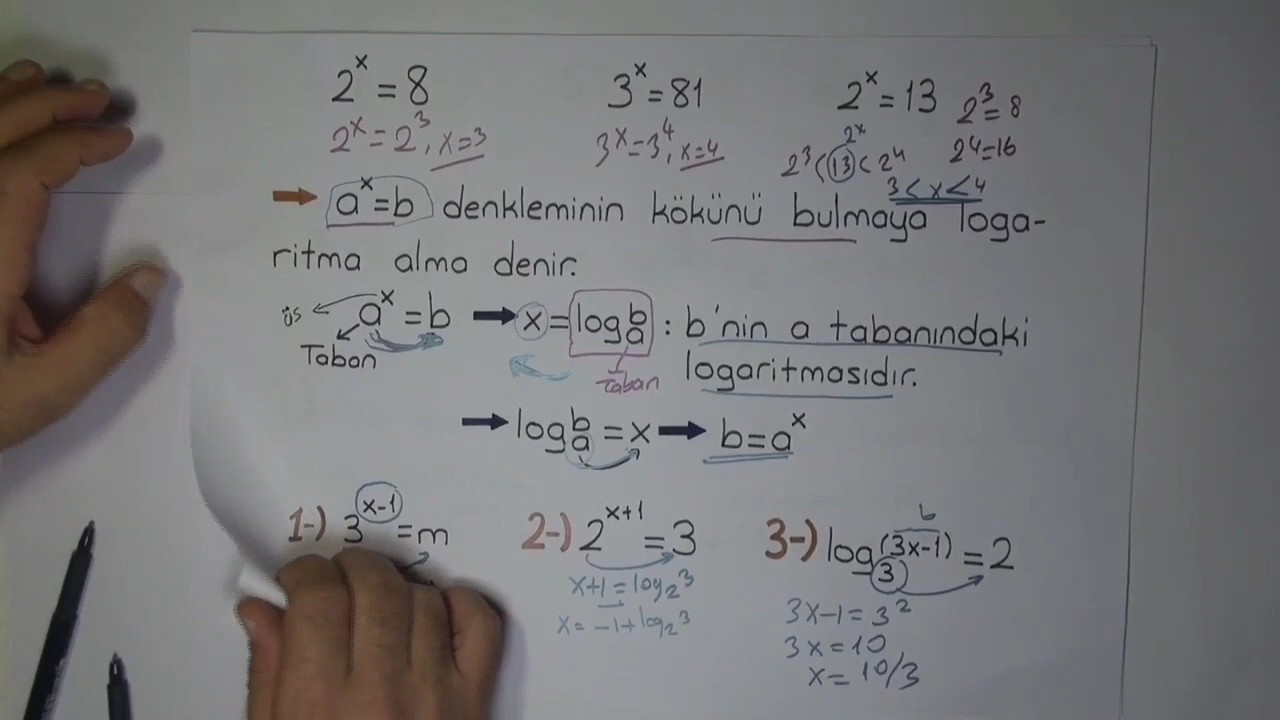 2^x = 8
3^x = 81
2^x = 13
2^3 = 8
2^x = 2^3, x=3
3^x = 3^4, x=4
2^x
2^3 < 13 < 2^4
2^4 = 16
3 < x < 4
a^x = b denkleminin kökünü bulmaya loga-
ritma alma denir.
üs
a^x = b → x = log_a^b : b'nin a tabanındaki
Taban
Taban
logaritmasıdır.
→ log_a^b = x → b = a^x
1-) 3^(x-1) = m
2-) 2^(x+1) = 3
x+1 = log_2^3
x = -1 + log_2^3
b
3-) log_3^(3x-1) = 2
3x-1 = 3^2
3x = 10
x = 10/3